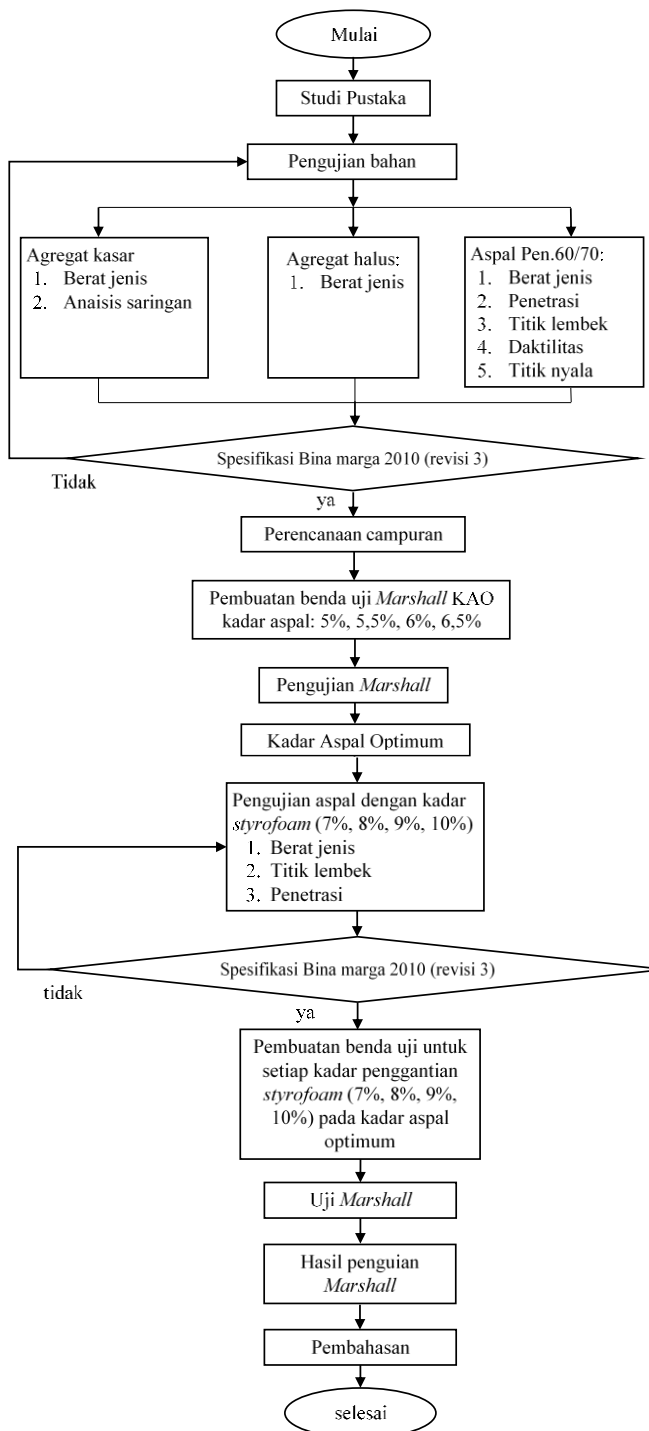 Mulai
Studi Pustaka
Pengujian bahan
Agregat kasar
1. Berat jenis
2. Anaisis saringan
Agregat halus:
1. Berat jenis
Aspal Pen.60/70:
1. Berat jenis
2. Penetrasi
3. Titik lembek
4. Daktilitas
5. Titik nyala
Spesifikasi Bina marga 2010 (revisi 3)
Tidak
ya
Perencanaan campuran
Pembuatan benda uji Marshall KAO
kadar aspal: 5%, 5,5%, 6%, 6,5%
Pengujian Marshall
Kadar Aspal Optimum
Pengujian aspal dengan kadar
styrofoam (7%, 8%, 9%, 10%)
1. Berat jenis
2. Titik lembek
3. Penetrasi
Spesifikasi Bina marga 2010 (revisi 3)
tidak
ya
Pembuatan benda uji untuk
setiap kadar penggantian
styrofoam (7%, 8%, 9%,
10%) pada kadar aspal
optimum
Uji Marshall
Hasil penguian
Marshall
Pembahasan
selesai